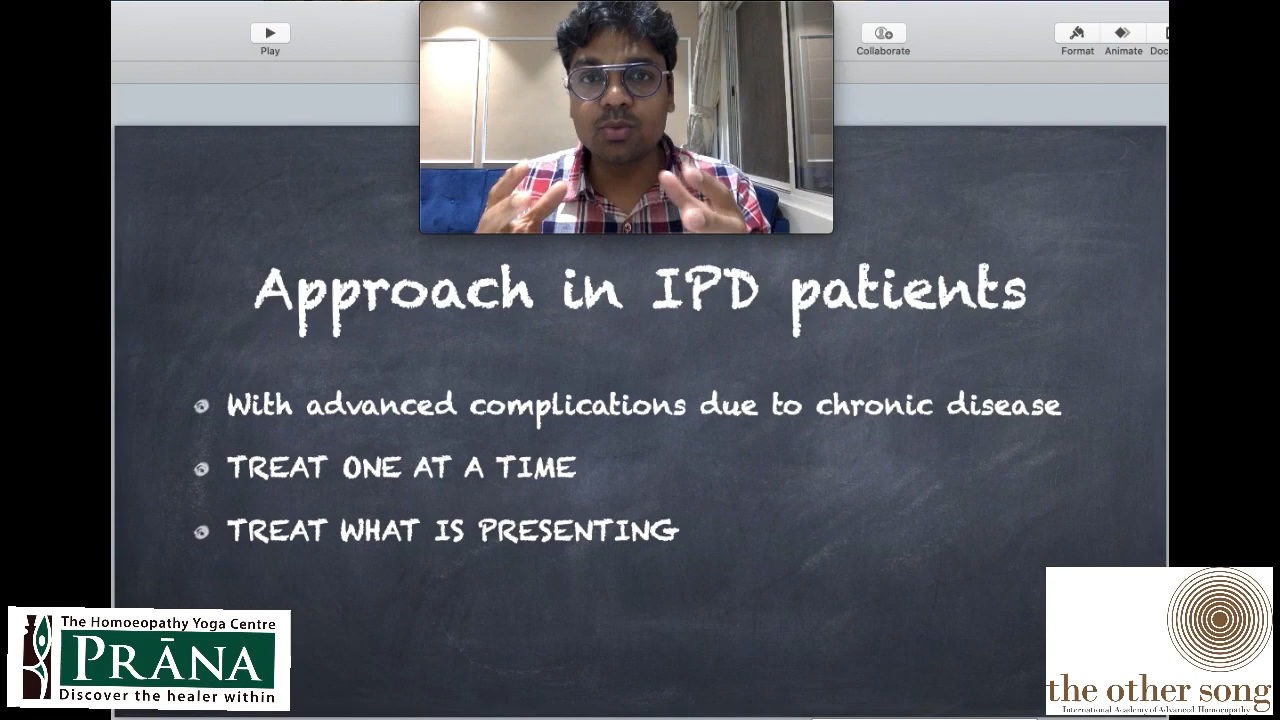 Play
Collaborate
Format
Animate
Approach in IPD patients
With advanced complications due to chronic disease
TREAT ONE AT A TIME
TREAT WHAT IS PRESENTING
The Homoeopathy Yoga Centre
PRĀNA
Discover the healer within
the other song
International Academy of Advanced Homoeopathy